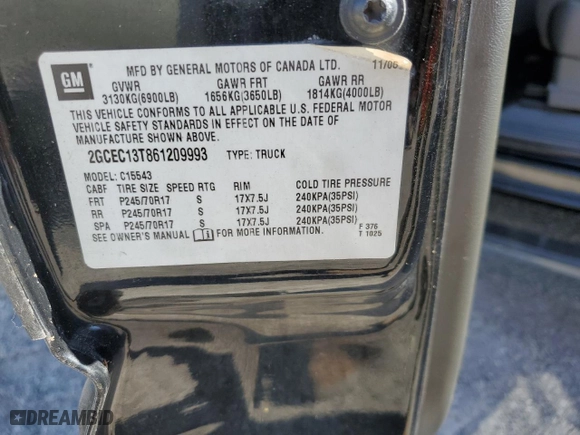 GM
MFD BY GENERAL MOTORS OF CANADA LTD. 11/05
GVWR GAWR FRT GAWR RR
3130KG(6900LB) 1656KG(3650LB) 1814KG(4000LB)
THIS VEHICLE CONFORMS TO ALL APPLICABLE U.S. FEDERAL MOTOR
VEHICLE SAFETY STANDARDS IN EFFECT ON THE DATE OF
MANUFACTURE SHOWN ABOVE.
2GCEC13T861209993 TYPE: TRUCK
MODEL: C15543
CABF TIRE SIZE SPEED RTG RIM COLD TIRE PRESSURE
FRT P245/70R17 S 17X7.5J 240KPA(35PSI)
RR P245/70R17 S 17X7.5J 240KPA(35PSI)
SPA P245/70R17 S 17X7.5J 240KPA(35PSI)
SEE OWNER'S MANUAL FOR MORE INFORMATION.
F 376
T 1025
DREAMBID